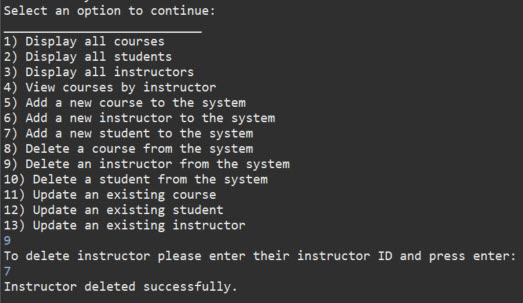 Select an option to continue:
___________________________
1) Display all courses
2) Display all students
3) Display all instructors
4) View courses by instructor
5) Add a new course to the system
6) Add a new instructor to the system
7) Add a new student to the system
8) Delete a course from the system
9) Delete an instructor from the system
10) Delete a student from the system
11) Update an existing course
12) Update an existing student
13) Update an existing instructor
9
To delete instructor please enter their instructor ID and press enter:
7
Instructor deleted successfully.